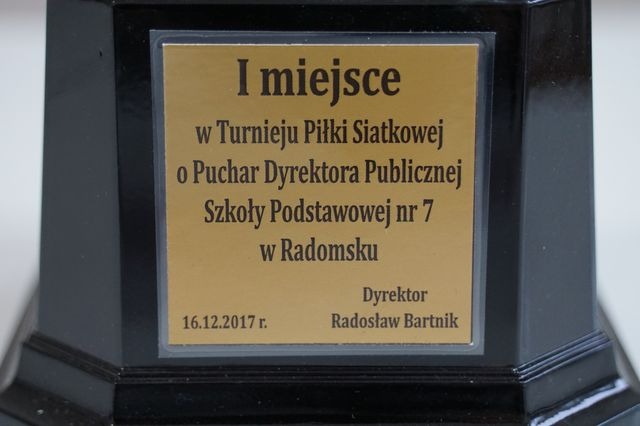 I miejsce
w Turnieju Piłki Siatkowej
o Puchar Dyrektora Publicznej
Szkoły Podstawowej nr 7
w Radomsku
Dyrektor
16.12.2017 r. Radosław Bartnik